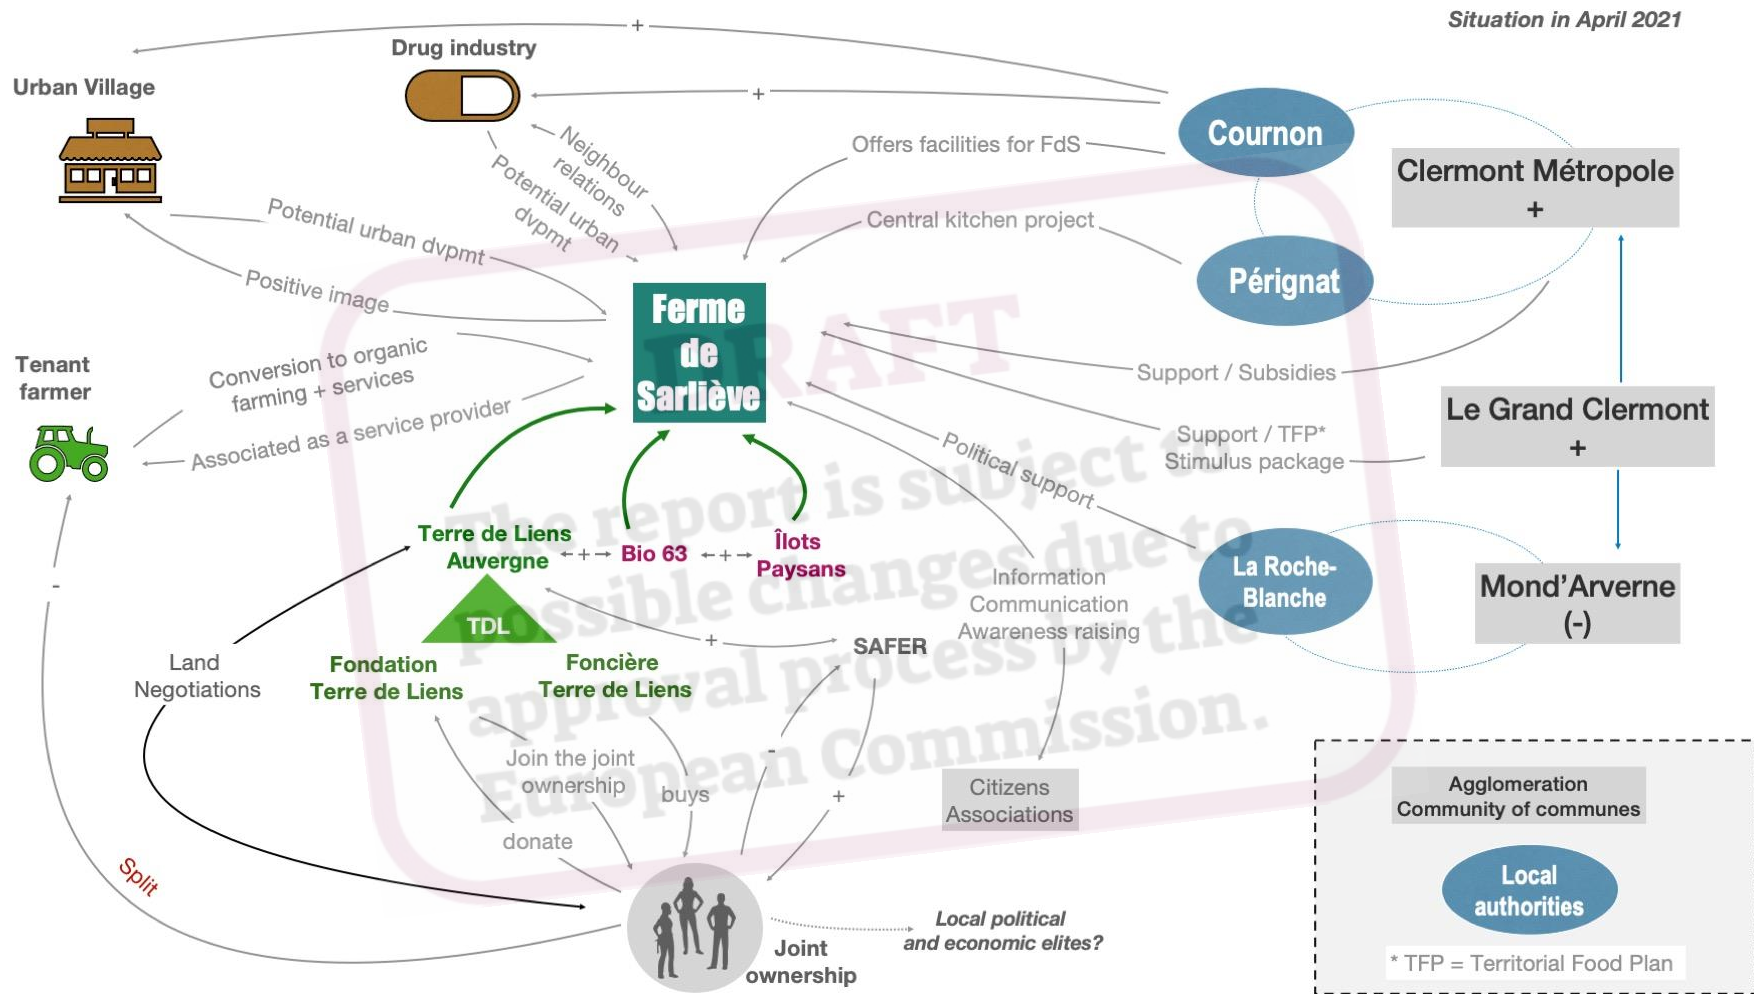 Situation in April 2021
+
Drug industry
Urban Village
+
Cournon
Offers facilities for FdS
Neighbour
relations
Potential urban
dvpmt
Clermont Métropole
+
Central kitchen project
Potential urban dvpmt
Positive image
Pérignat
Ferme
de
Sarliève
DRAFT
Tenant
farmer
Conversion to organic
farming + services
Associated as a service provider
Support / Subsidies
Le Grand Clermont
+
Support / TFP*
Stimulus package
Political support
The report is subject to
possible changes due to
approval process by the
European Commission.
Terre de Liens
Auvergne
+
Bio 63
+
Îlots
Paysans
La Roche-
Blanche
Mond'Arverne
(-)
-
TDL
Information
Communication
Awareness raising
+
SAFER
Land
Negotiations
Fondation
Terre de Liens
Foncière
Terre de Liens
Join the joint
ownership
buys
donate
-
+
Citizens
Associations
Split
Joint
ownership
Local political
and economic elites?
Agglomeration
Community of communes
Local
authorities
* TFP = Territorial Food Plan